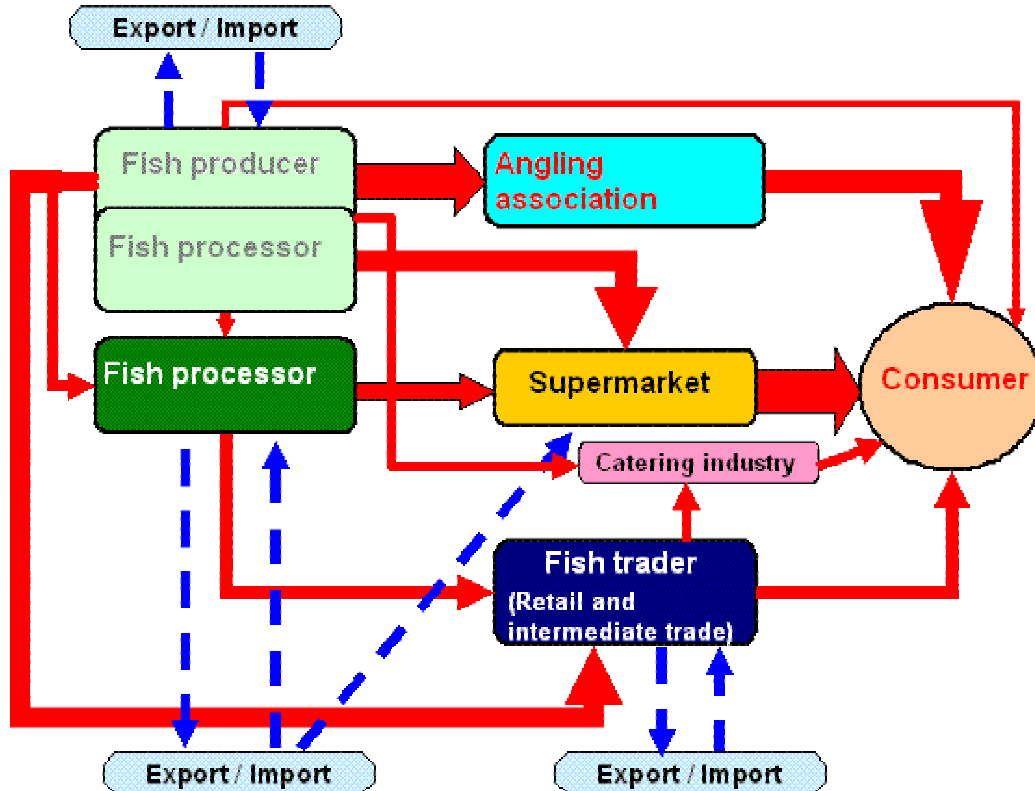 Export / Import
Fish producer
Angling
association
Fish processor
Fish processor
Supermarket
Consumer
Catering industry
Fish trader
(Retail and
intermediate trade)
Export / Import
Export / Import